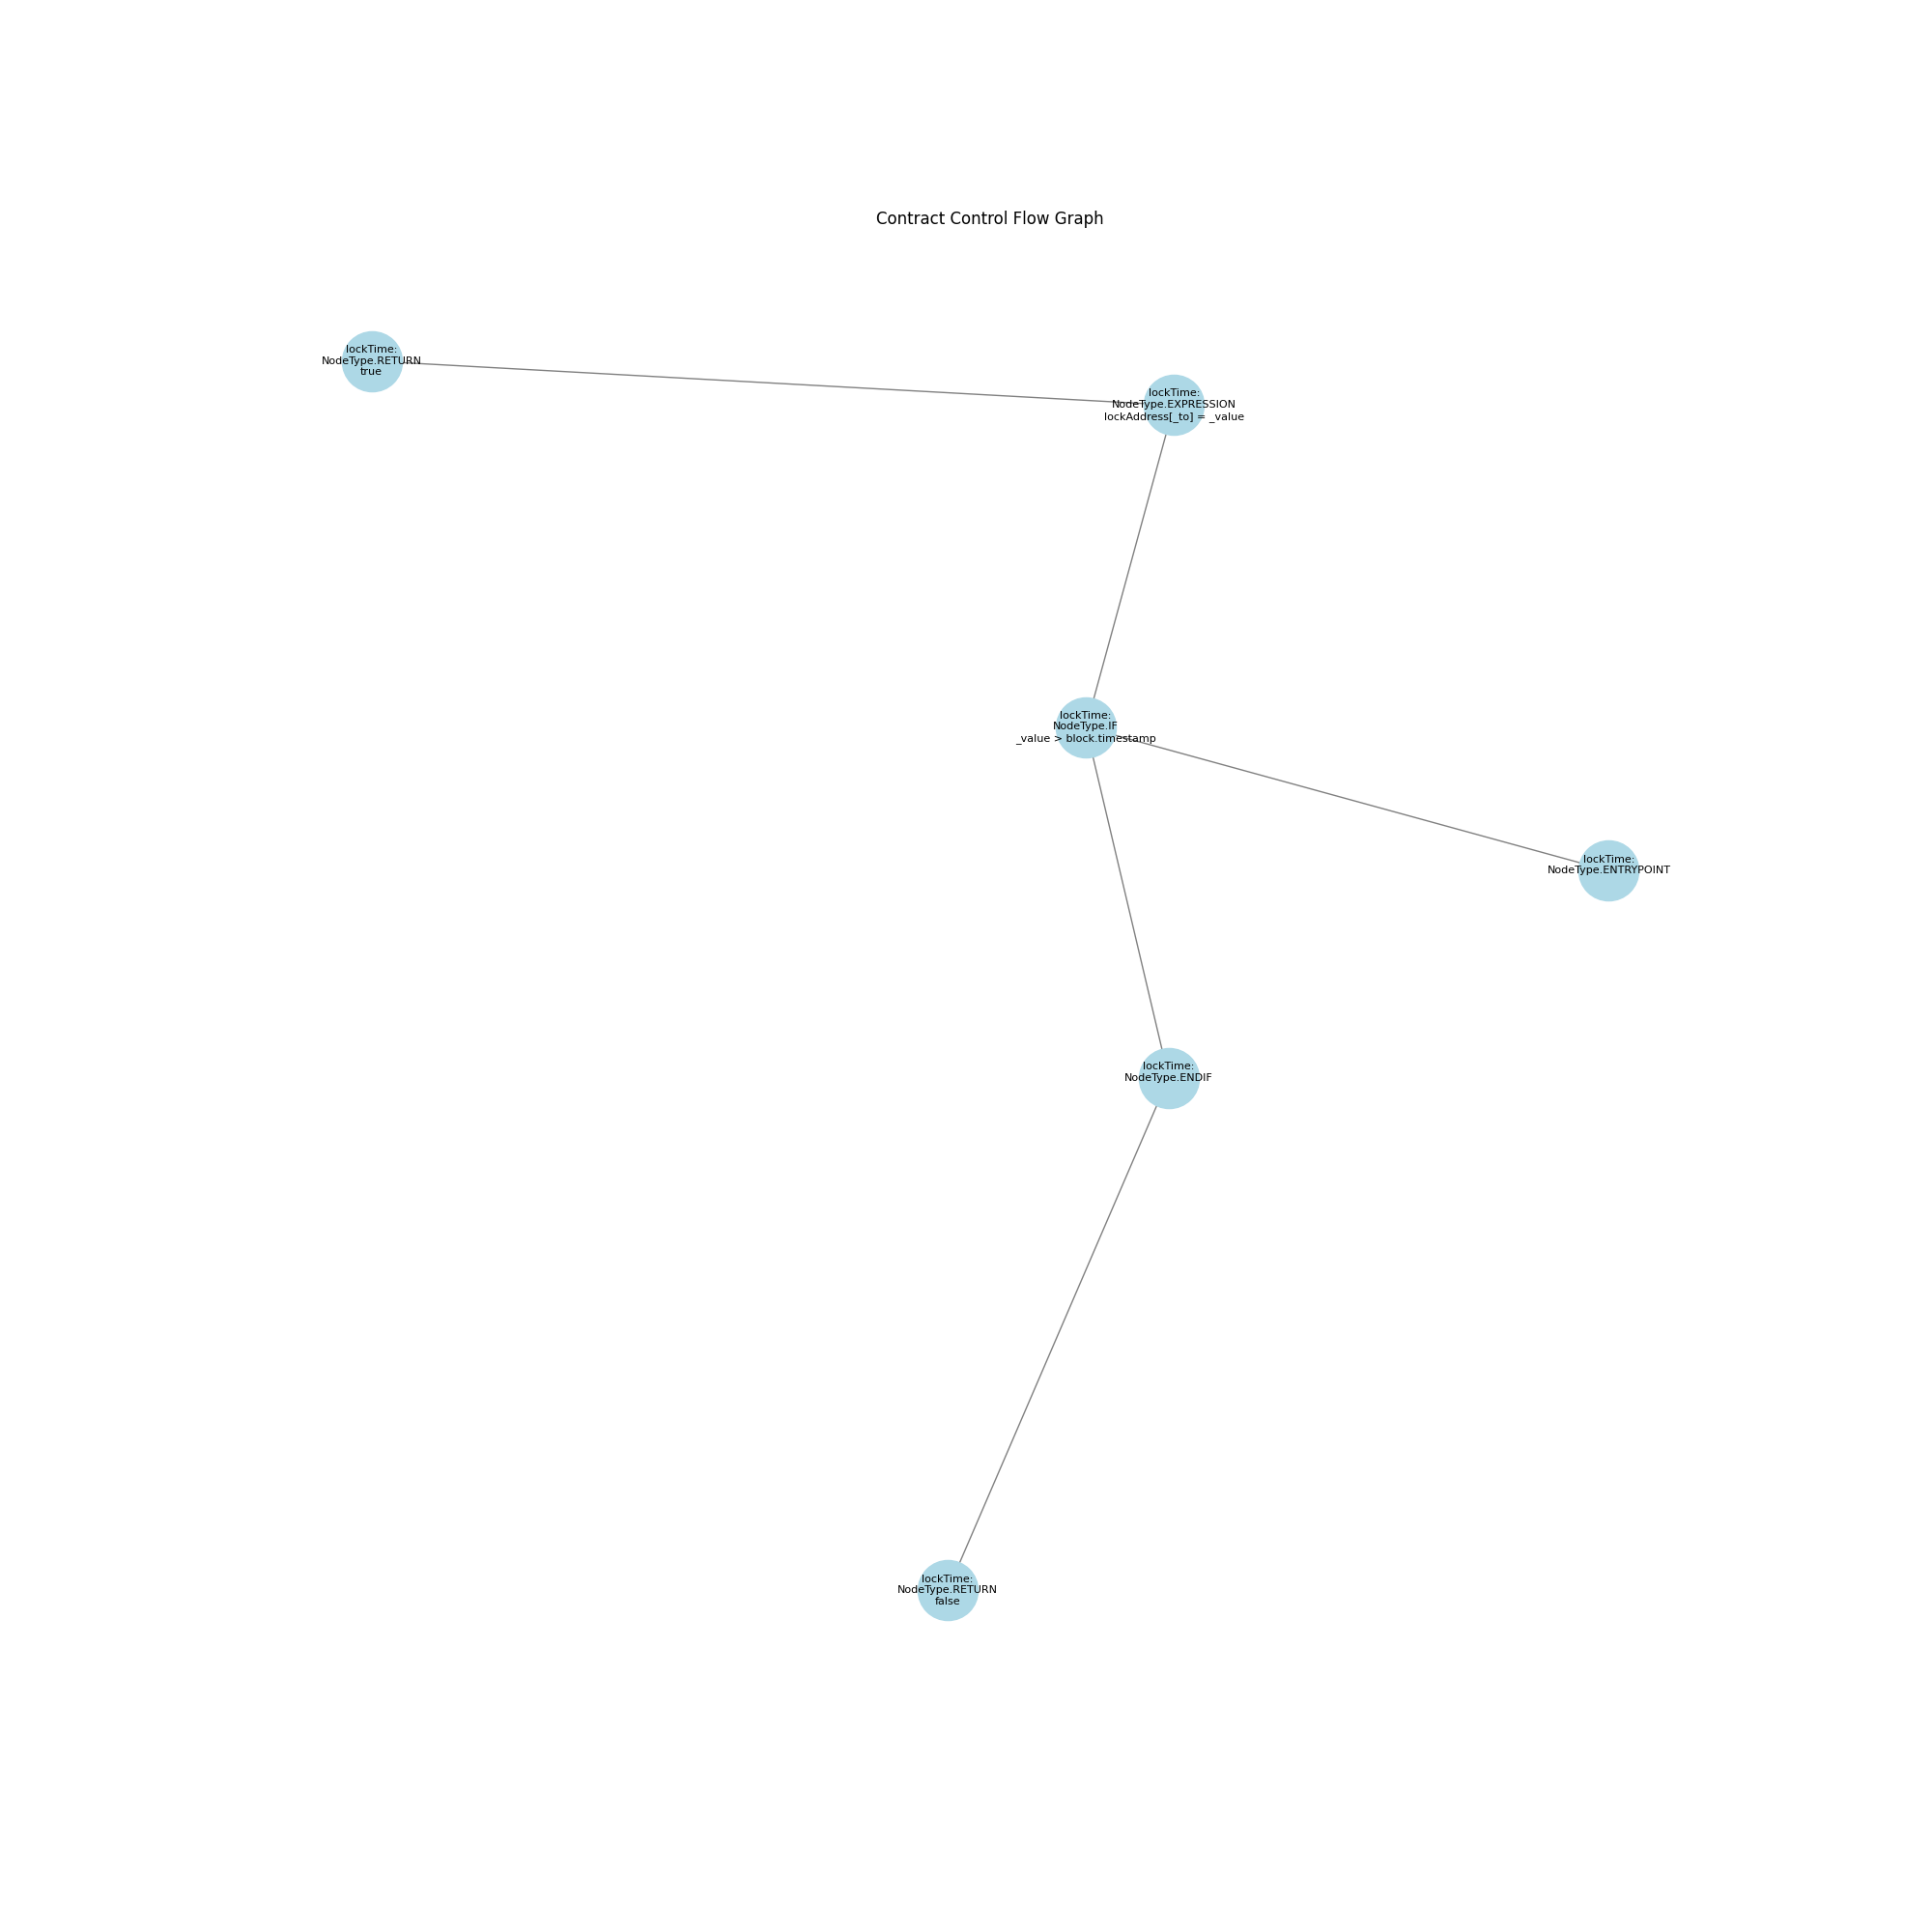 Contract Control Flow Graph
lockTime:
NodeType.RETURN
true
lockTime:
NodeType.EXPRESSION
lockAddress[_to] = _value
lockTime:
NodeType.IF
_value > block.timestamp
lockTime:
NodeType.ENTRYPOINT
lockTime:
NodeType.ENDIF
lockTime:
NodeType.RETURN
false